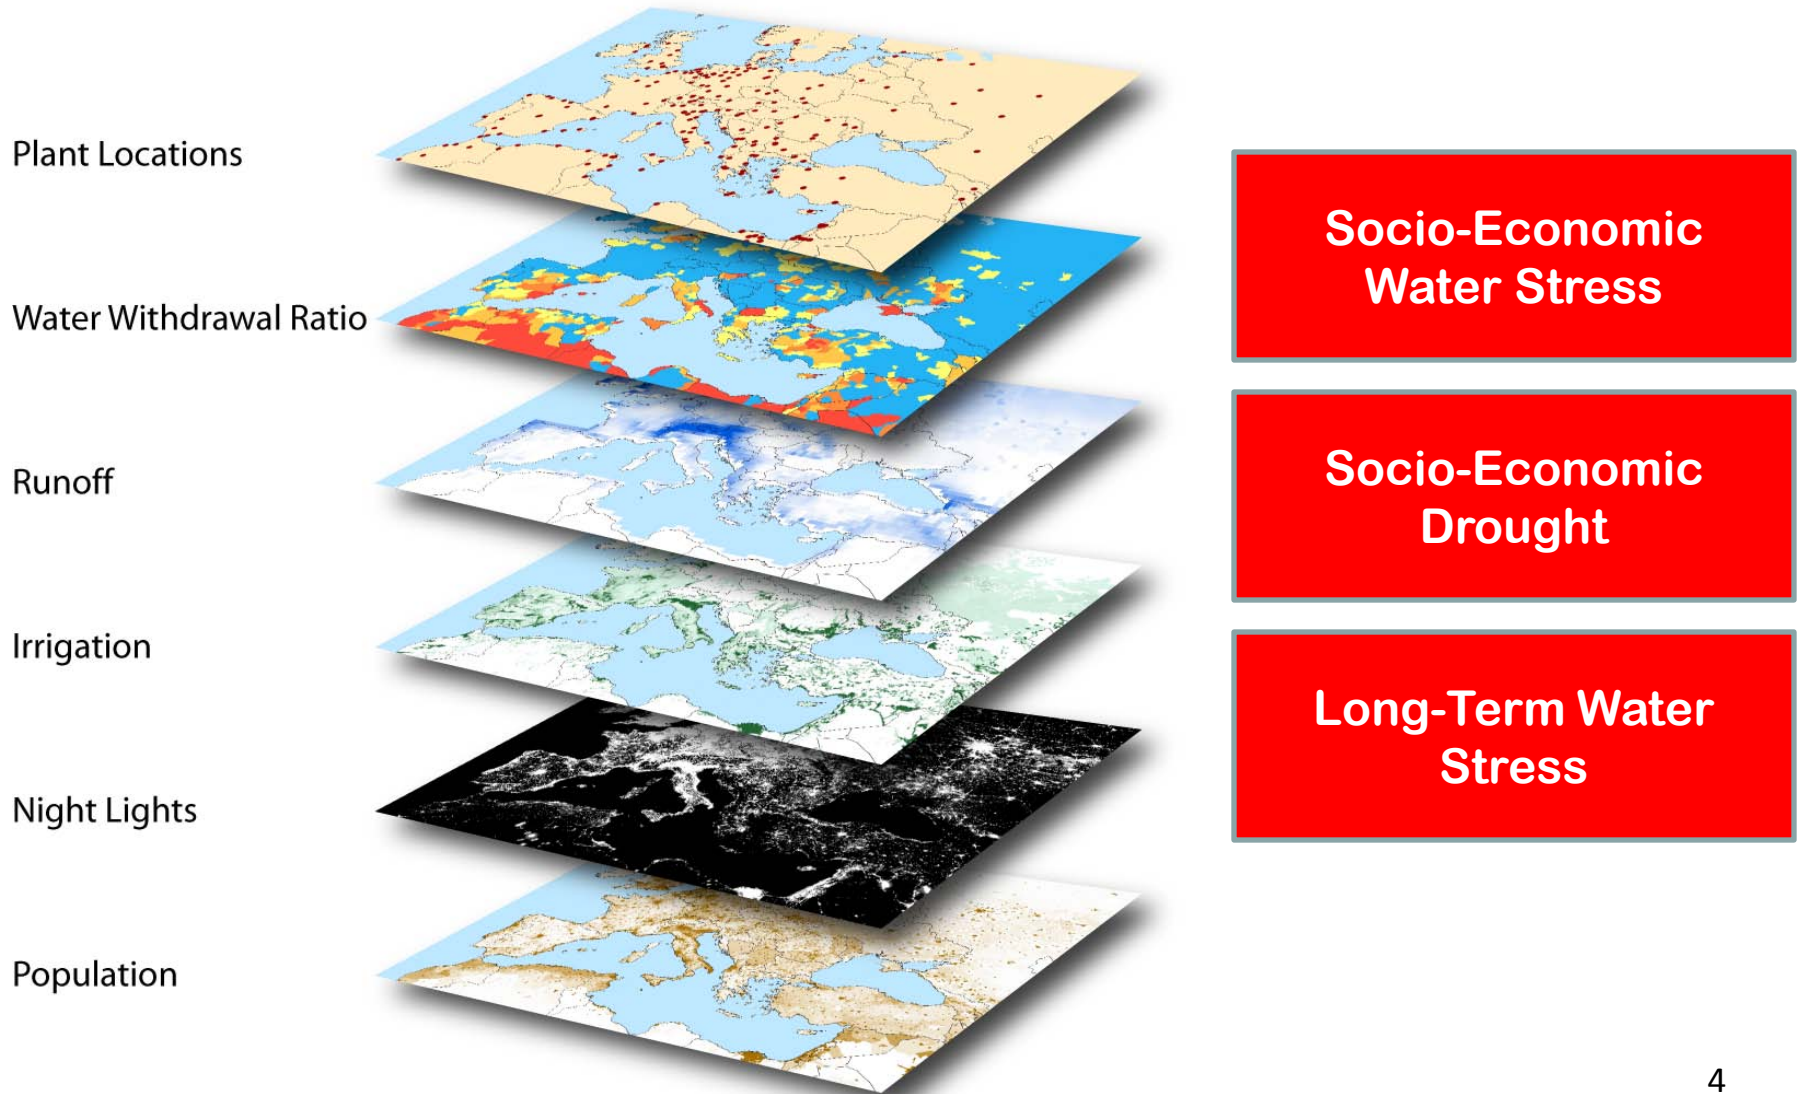 Plant Locations
Water Withdrawal Ratio
Runoff
Irrigation
Night Lights
Population
Socio-Economic
Water Stress
Socio-Economic
Drought
Long-Term Water
Stress
4